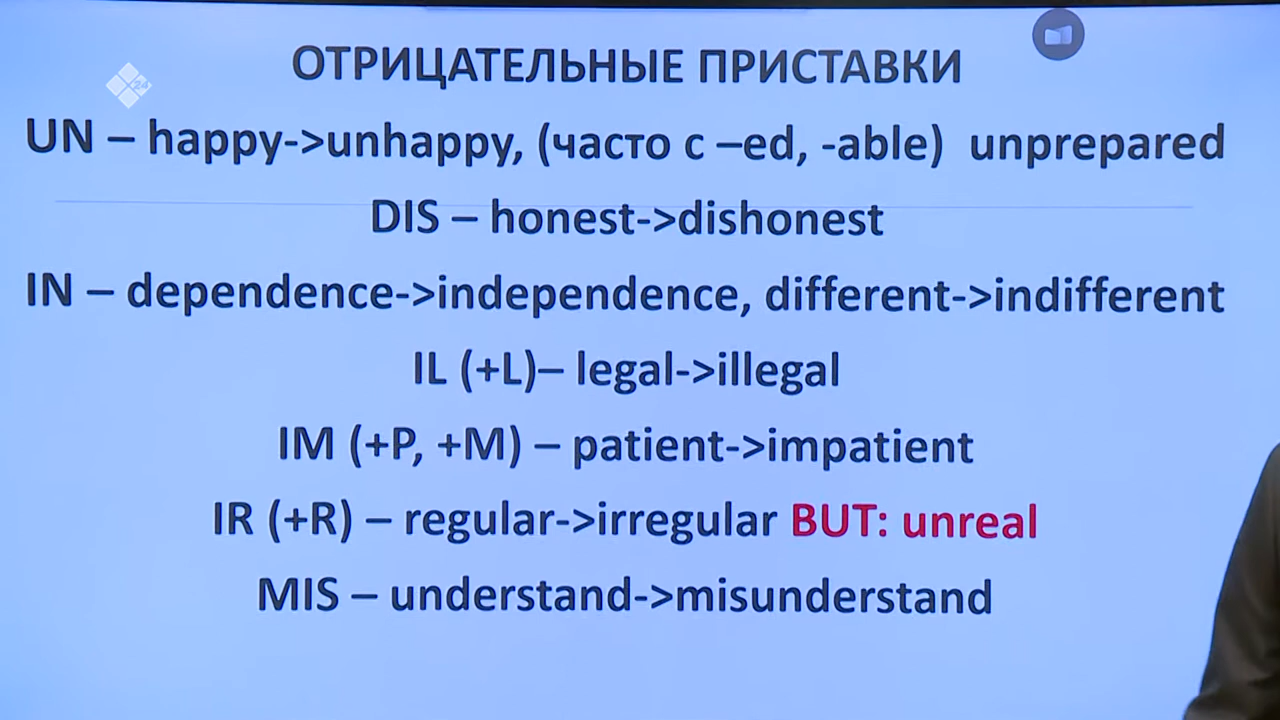 ОТРИЦАТЕЛЬНЫЕ ПРИСТАВКИ
24
UN – happy->unhappy, (часто с –ed, -able) unprepared
DIS – honest->dishonest
IN – dependence->independence, different->indifferent
IL (+L)– legal->illegal
IM (+P, +M) – patient->impatient
IR (+R) – regular->irregular BUT: unreal
MIS – understand->misunderstand